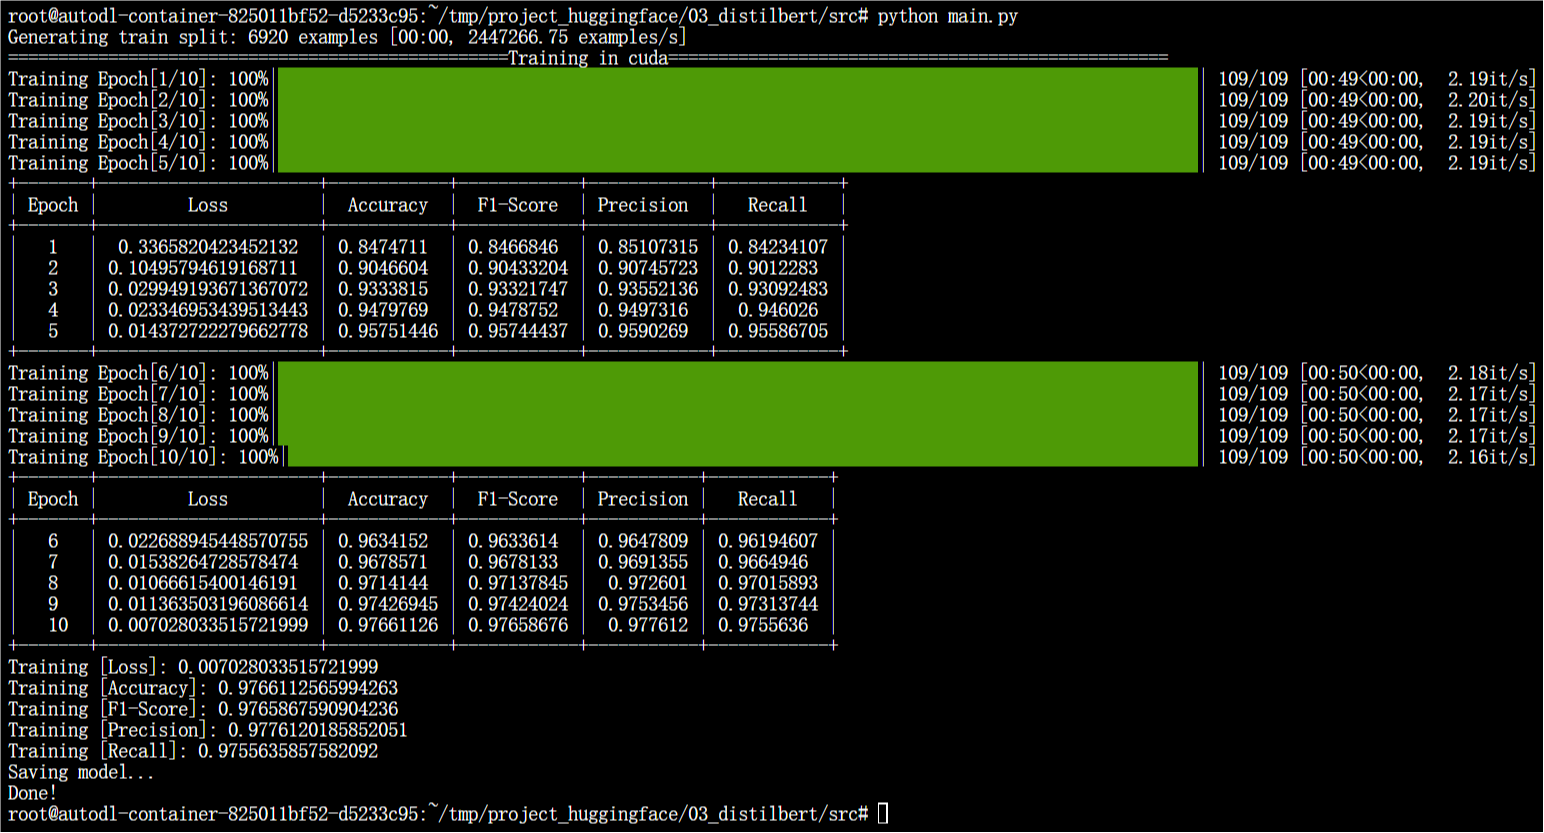 root@autodl-container-825011bf52-d5233c95:~/tmp/project_huggingface/03_distilbert/src# python main.py
Generating train split: 6920 examples [00:00, 2447266.75 examples/s]
==================================================Training in cuda==================================================
Training Epoch[1/10]: 100%| | 109/109 [00:49<00:00, 2.19it/s]
Training Epoch[2/10]: 100%| | 109/109 [00:49<00:00, 2.20it/s]
Training Epoch[3/10]: 100%| | 109/109 [00:49<00:00, 2.19it/s]
Training Epoch[4/10]: 100%| | 109/109 [00:49<00:00, 2.19it/s]
Training Epoch[5/10]: 100%| | 109/109 [00:49<00:00, 2.19it/s]
| Epoch | Loss | Accuracy | F1-Score | Precision | Recall |
| 1 | 0.3365820423452132 | 0.8474711 | 0.8466846 | 0.85107315 | 0.84234107 |
| 2 | 0.10495794619168711 | 0.9046604 | 0.90433204 | 0.90745723 | 0.9012283 |
| 3 | 0.029949193671367072 | 0.9333815 | 0.93321747 | 0.93552136 | 0.93092483 |
| 4 | 0.023346953439513443 | 0.9479769 | 0.9478752 | 0.9497316 | 0.946026 |
| 5 | 0.014372722279662778 | 0.95751446 | 0.95744437 | 0.9590269 | 0.95586705 |
Training Epoch[6/10]: 100%| | 109/109 [00:50<00:00, 2.18it/s]
Training Epoch[7/10]: 100%| | 109/109 [00:50<00:00, 2.17it/s]
Training Epoch[8/10]: 100%| | 109/109 [00:50<00:00, 2.17it/s]
Training Epoch[9/10]: 100%| | 109/109 [00:50<00:00, 2.17it/s]
Training Epoch[10/10]: 100%| | 109/109 [00:50<00:00, 2.16it/s]
| Epoch | Loss | Accuracy | F1-Score | Precision | Recall |
| 6 | 0.022688945448570755 | 0.9634152 | 0.9633614 | 0.9647809 | 0.96194607 |
| 7 | 0.01538264728578474 | 0.9678571 | 0.9678133 | 0.9691355 | 0.9664946 |
| 8 | 0.01066615400146191 | 0.9714144 | 0.97137845 | 0.972601 | 0.97015893 |
| 9 | 0.011363503196086614 | 0.97426945 | 0.97424024 | 0.9753456 | 0.97313744 |
| 10 | 0.007028033515721999 | 0.97661126 | 0.97658676 | 0.977612 | 0.9755636 |
Training [Loss]: 0.007028033515721999
Training [Accuracy]: 0.9766112565994263
Training [F1-Score]: 0.9765867590904236
Training [Precision]: 0.9776120185852051
Training [Recall]: 0.9755635857582092
Saving model...
Done!
root@autodl-container-825011bf52-d5233c95:~/tmp/project_huggingface/03_distilbert/src#